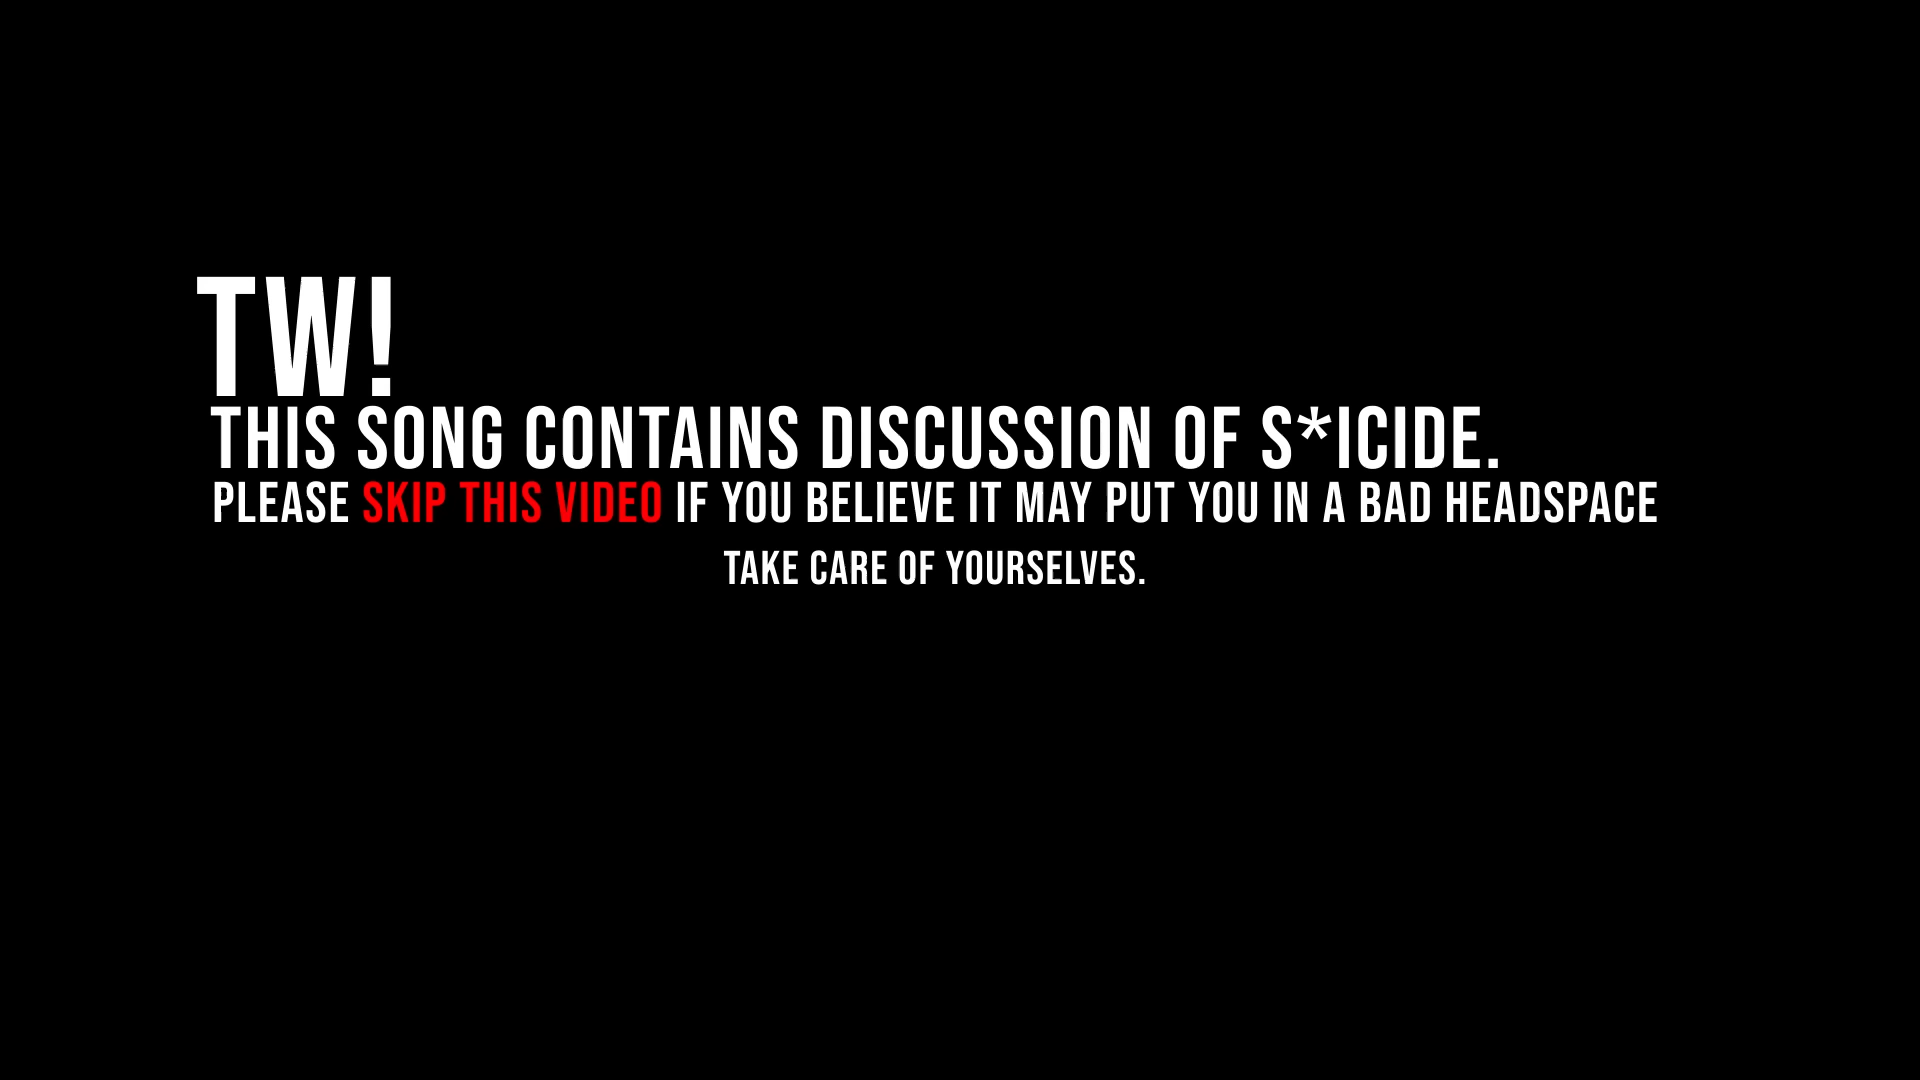 TW!
THIS SONG CONTAINS DISCUSSION OF S*ICIDE.
PLEASE SKIP THIS VIDEO IF YOU BELIEVE IT MAY PUT YOU IN A BAD HEADSPACE
TAKE CARE OF YOURSELVES.